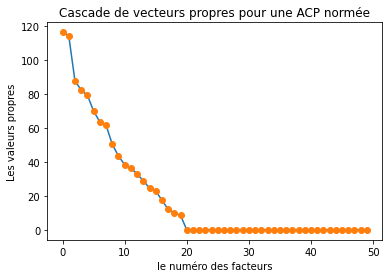 Cascade de vecteurs propres pour une ACP normée
120
100
80
60
40
20
0
Les valeurs propres
0 10 20 30 40 50
le numéro des facteurs